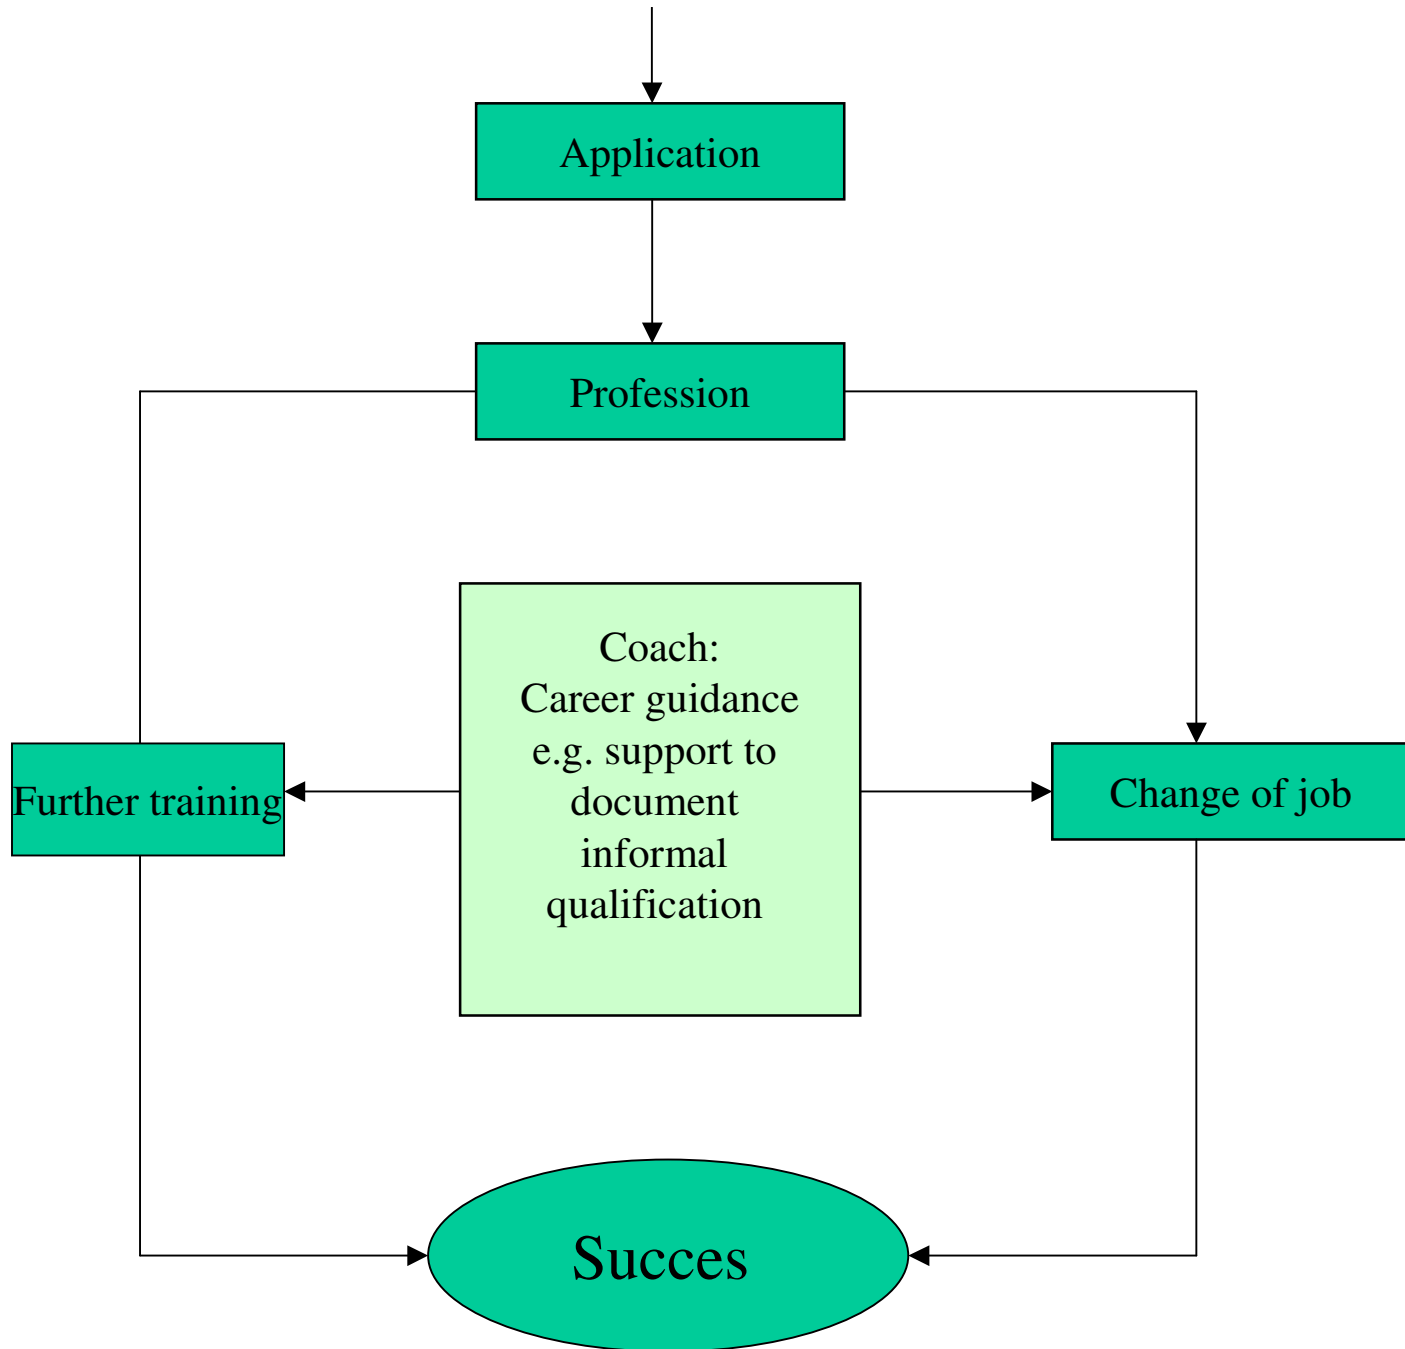 Application
Profession
Coach:
Career guidance
e.g. support to
document
informal
qualification
Further training
Change of job
Succes